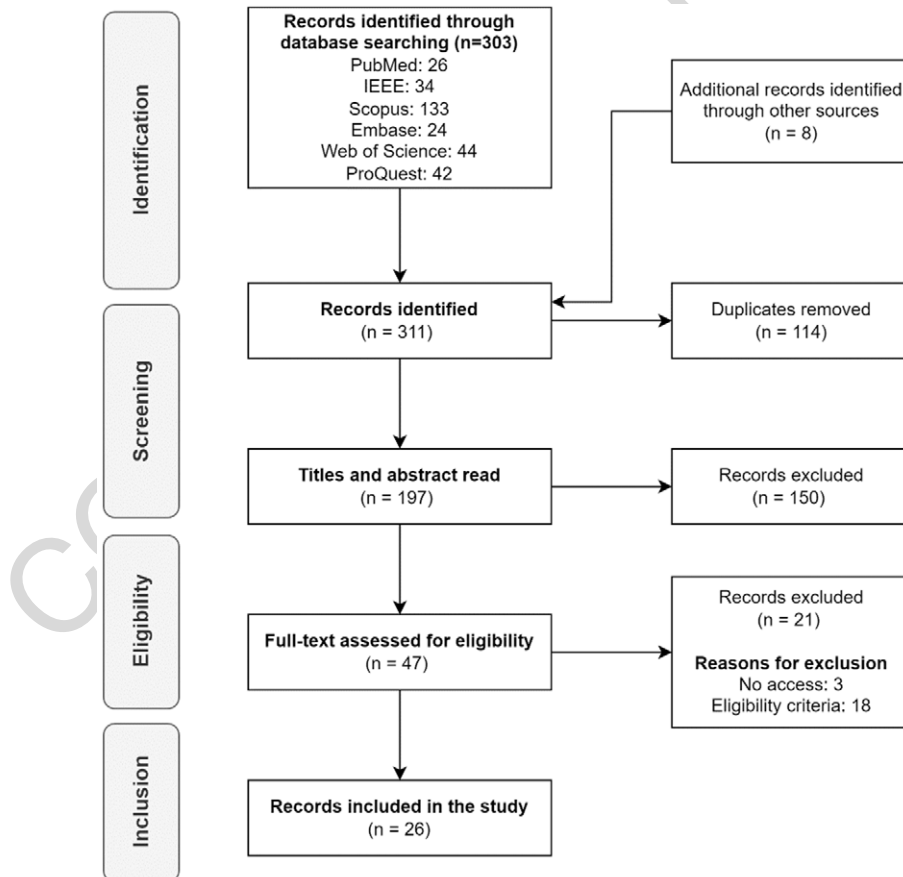 Identification
Records identified through
database searching (n=303)
PubMed: 26
IEEE: 34
Scopus: 133
Embase: 24
Web of Science: 44
ProQuest: 42
Additional records identified
through other sources
(n = 8)
Screening
Records identified
(n = 311)
Duplicates removed
(n = 114)
Titles and abstract read
(n = 197)
Records excluded
(n = 150)
Eligibility
Full-text assessed for eligibility
(n = 47)
Records excluded
(n = 21)
Reasons for exclusion
No access: 3
Eligibility criteria: 18
Inclusion
Records included in the study
(n = 26)